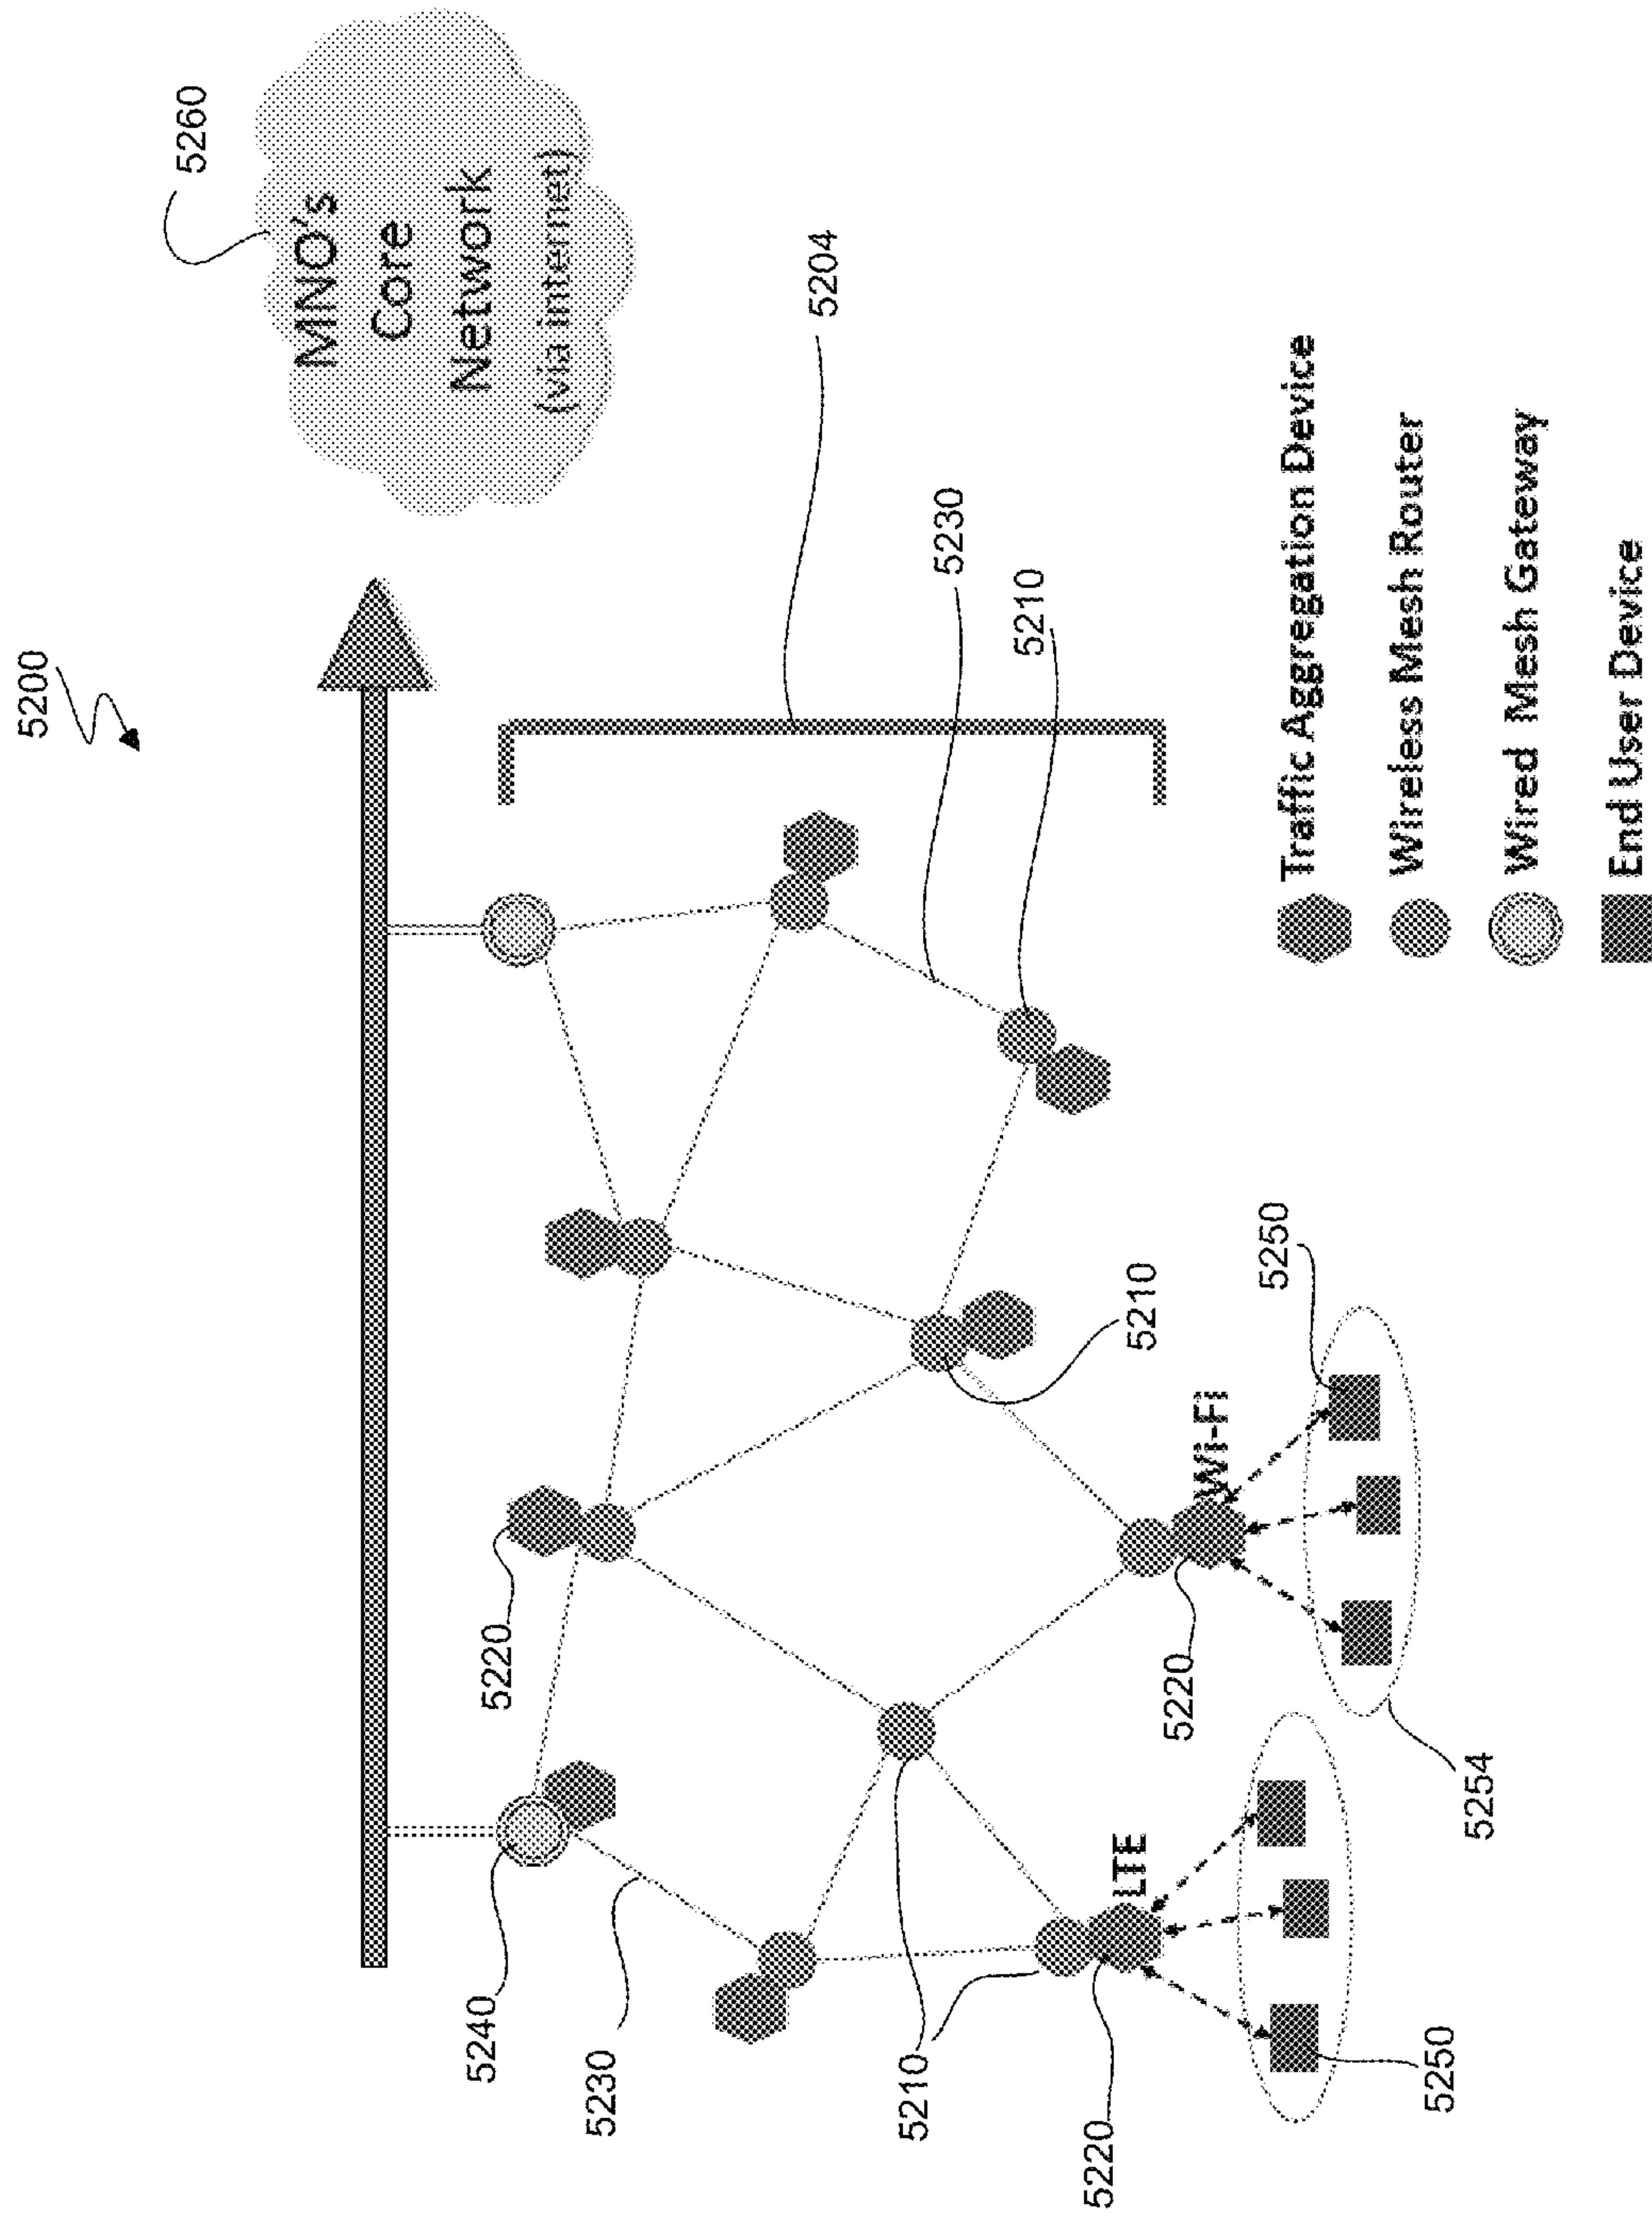 5200
5260
MNO's
Core
Network
(via internet)
5204
5230
5210
5220
5240
5230
5210
5210
5220
LTE
5220
Wi-Fi
5250
5250
5254
Traffic Aggregation Device
Wireless Mesh Router
Wired Mesh Gateway
End User Device